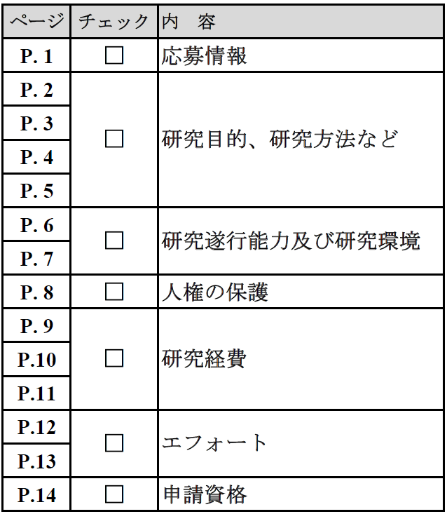 ページ チェック 内　容
P. 1 □ 応募情報
P. 2
P. 3
P. 4
P. 5
□ 研究目的、研究方法など
P. 6
P. 7
□ 研究遂行能力及び研究環境
P. 8 □ 人権の保護
P. 9
P.10
P.11
□ 研究経費
P.12
P.13
□ エフォート
P.14 □ 申請資格